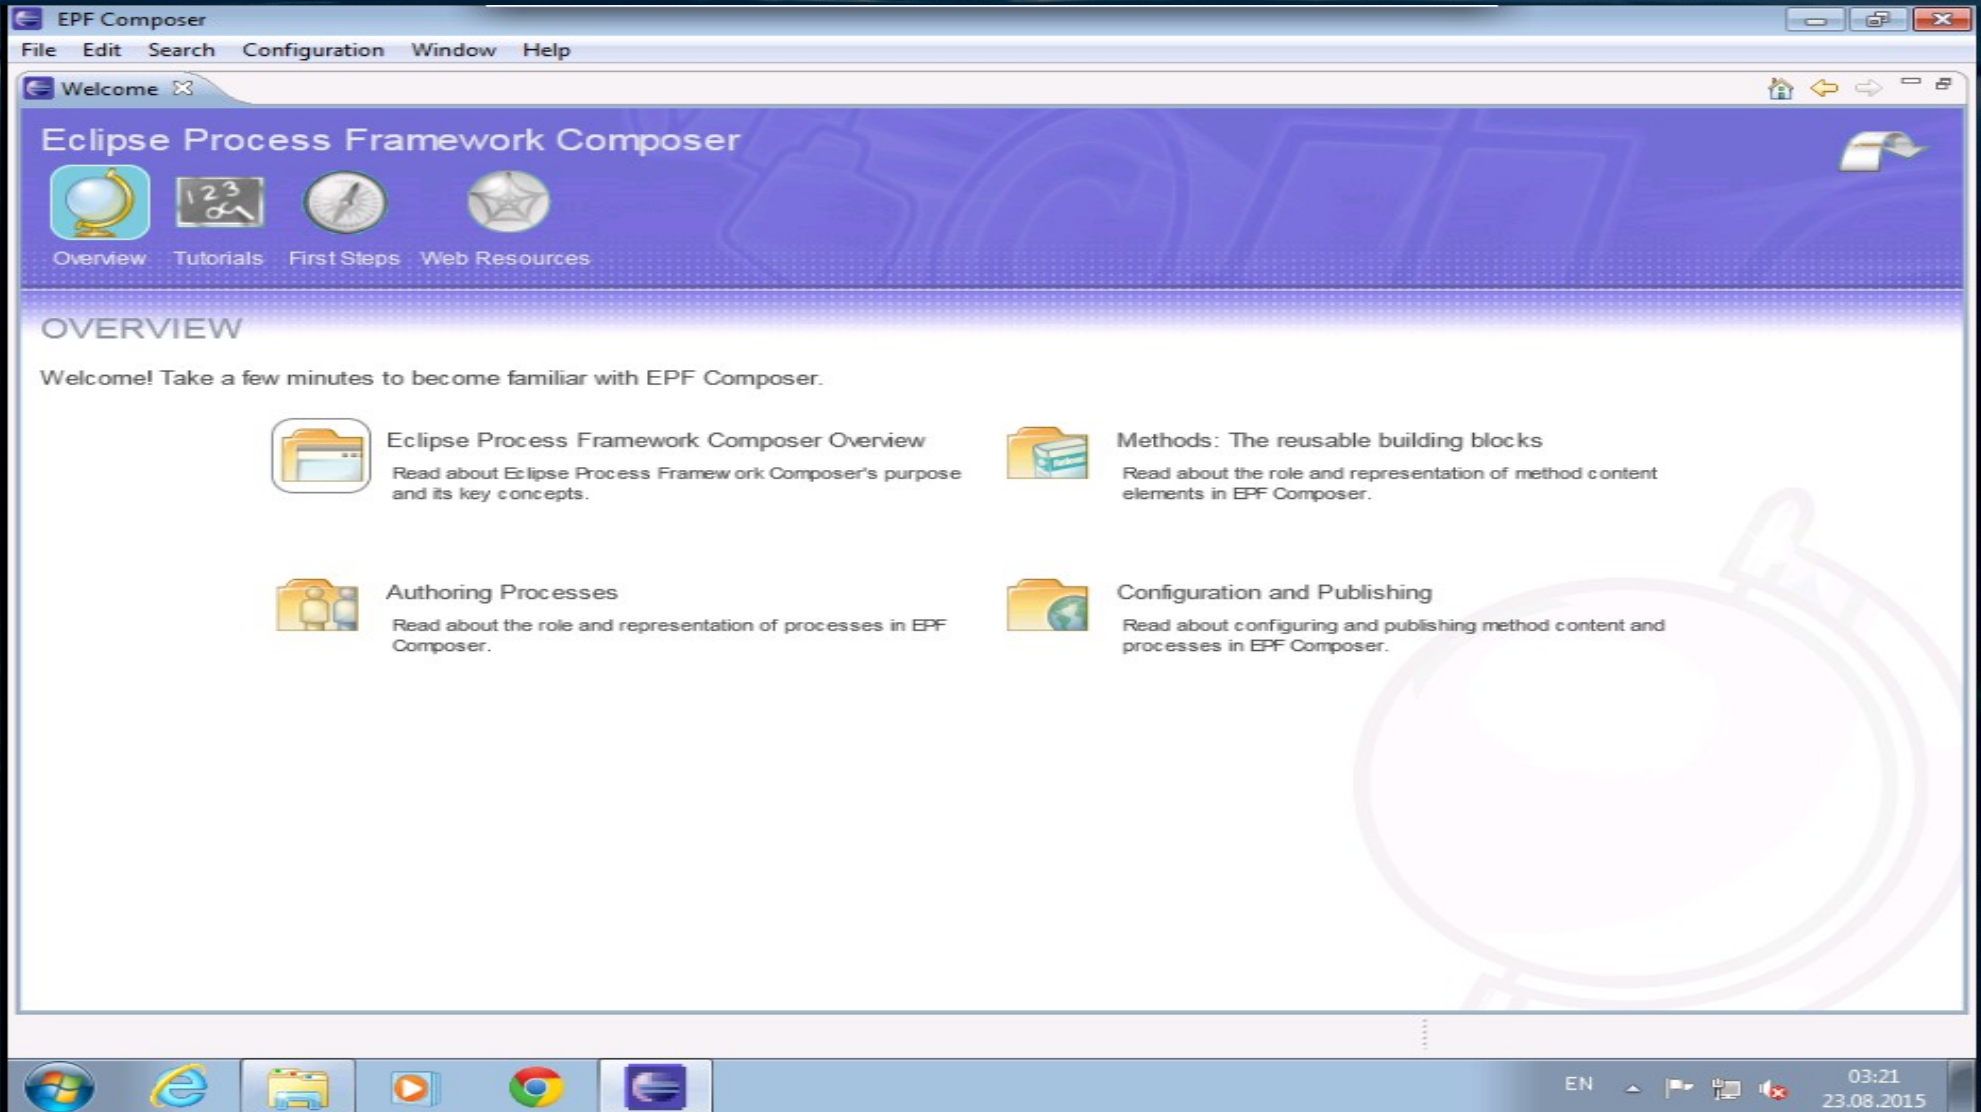 EPF Composer
File Edit Search Configuration Window Help
Welcome
Eclipse Process Framework Composer
123
Overview Tutorials First Steps Web Resources
OVERVIEW
Welcome! Take a few minutes to become familiar with EPF Composer.
Eclipse Process Framework Composer Overview
Read about Eclipse Process Framework Composer's purpose
and its key concepts.
Methods: The reusable building blocks
Read about the role and representation of method content
elements in EPF Composer.
Authoring Processes
Read about the role and representation of processes in EPF
Composer.
Configuration and Publishing
Read about configuring and publishing method content and
processes in EPF Composer.
EN
03:21
23.08.2015